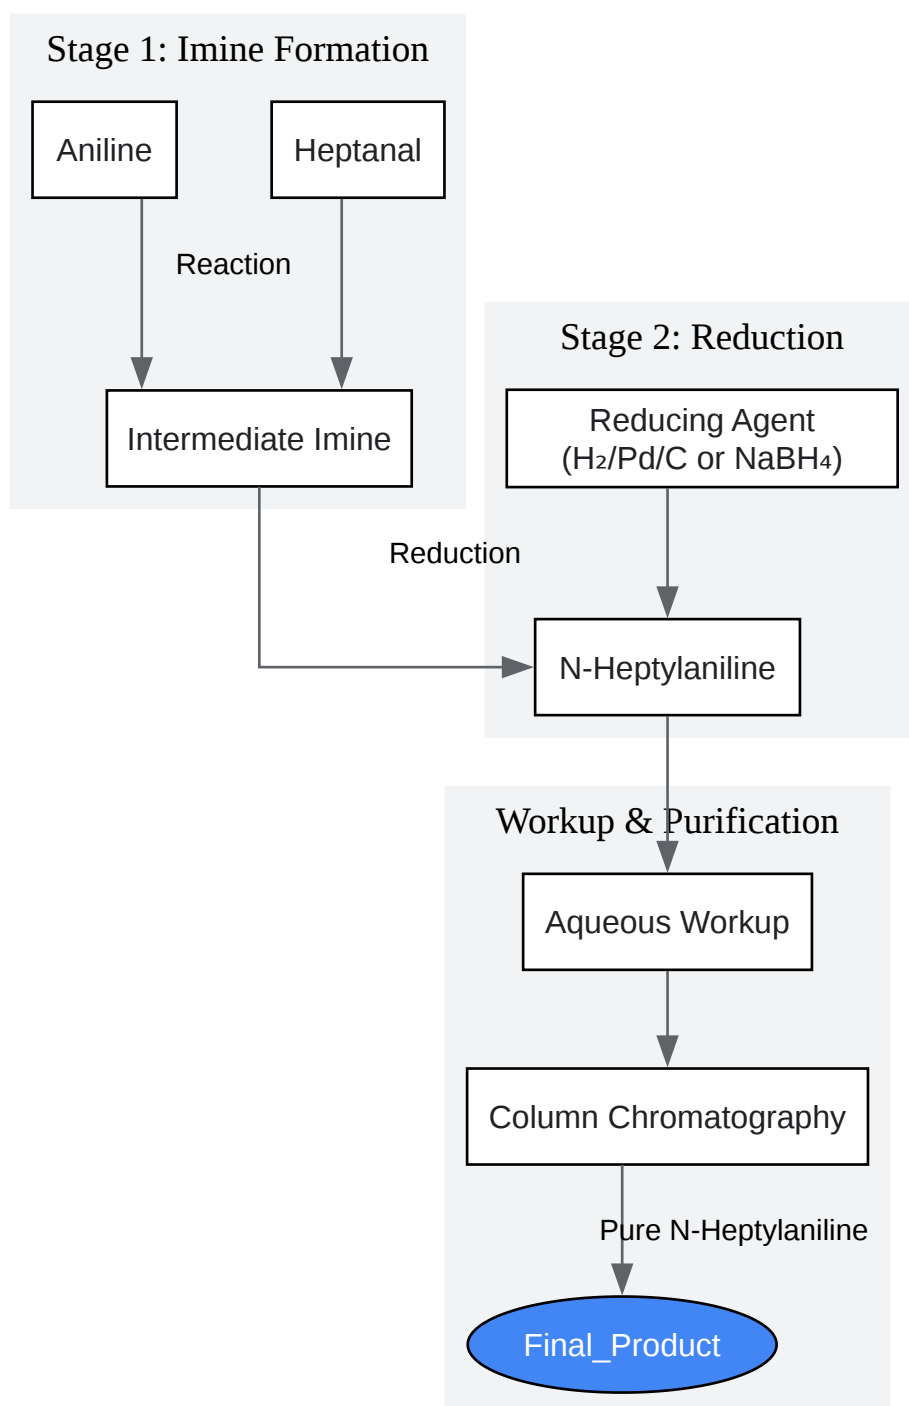 Stage 1: Imine Formation
Aniline
Heptanal
Reaction
Intermediate Imine
Stage 2: Reduction
Reducing Agent
(H₂/Pd/C or NaBH₄)
Reduction
N-Heptylaniline
Workup & Purification
Aqueous Workup
Column Chromatography
Pure N-Heptylaniline
Final_Product